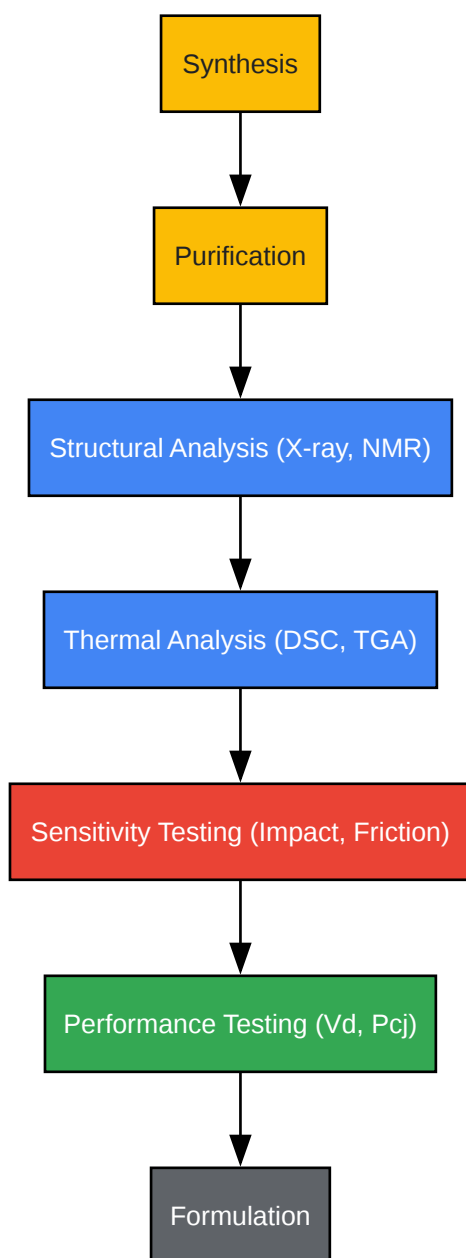 Synthesis
Purification
Structural Analysis (X-ray, NMR)
Thermal Analysis (DSC, TGA)
Sensitivity Testing (Impact, Friction)
Performance Testing (Vd, Pcj)
Formulation